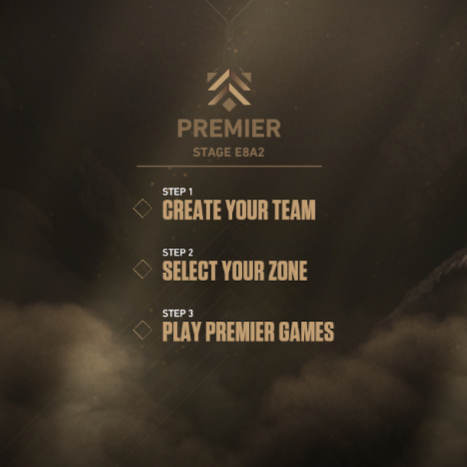 PREMIER
STAGE E8A2
STEP 1
CREATE YOUR TEAM
STEP 2
SELECT YOUR ZONE
STEP 3
PLAY PREMIER GAMES